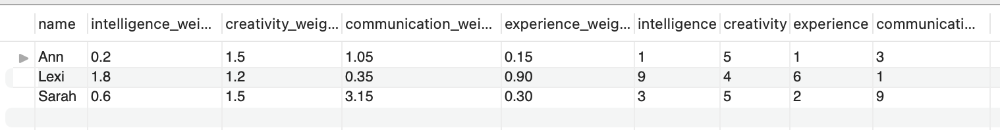 name intelligence_wei... creativity_weig... communication_wei... experience_weig... intelligence creativity experience communicati...
Ann 0.2 1.5 1.05 0.15 1 5 1 3
Lexi 1.8 1.2 0.35 0.90 9 4 6 1
Sarah 0.6 1.5 3.15 0.30 3 5 2 9